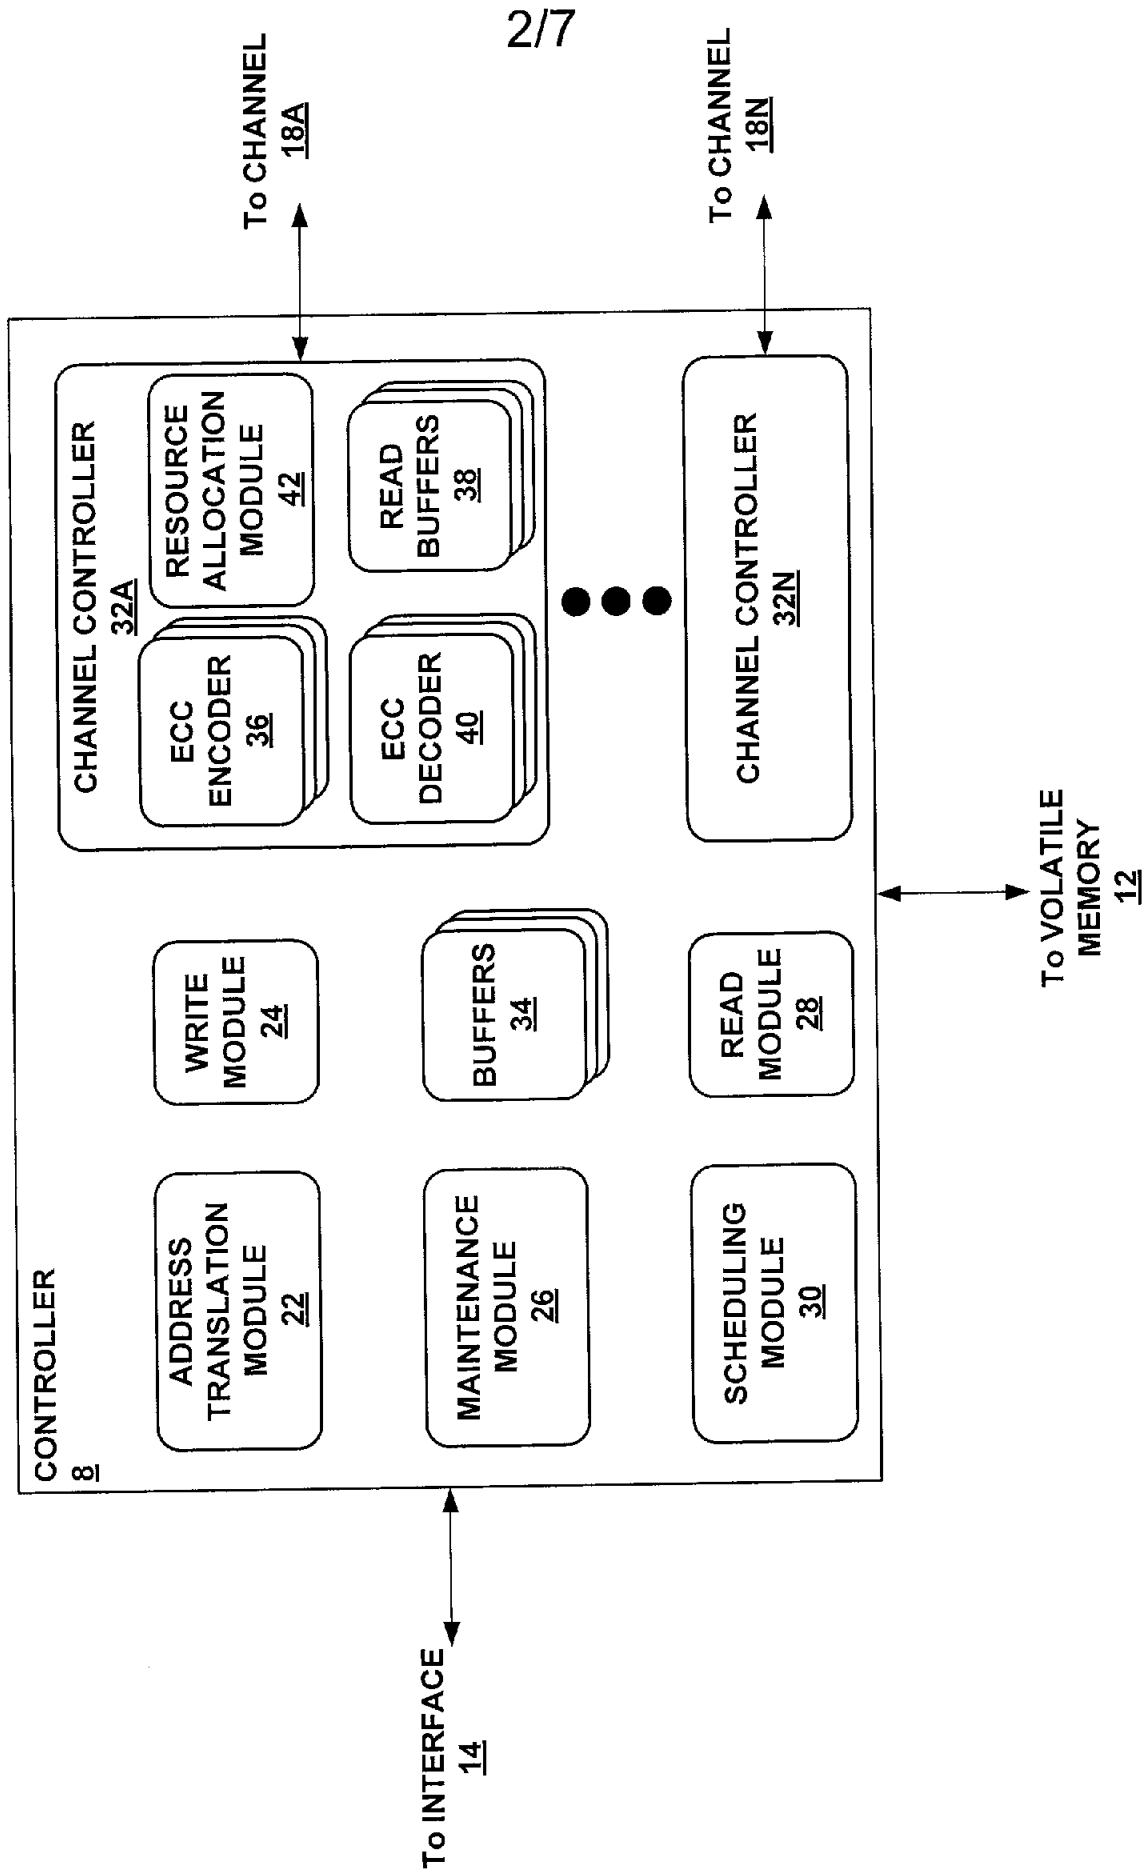 2/7
CONTROLLER
8
ADDRESS
TRANSLATION
MODULE
22
WRITE
MODULE
24
CHANNEL CONTROLLER
32A
ECC
ENCODER
36
RESOURCE
ALLOCATION
MODULE
42
ECC
DECODER
40
READ
BUFFERS
38
To CHANNEL
18A
MAINTENANCE
MODULE
26
BUFFERS
34
To INTERFACE
14
SCHEDULING
MODULE
30
READ
MODULE
28
CHANNEL CONTROLLER
32N
To CHANNEL
18N
To VOLATILE
MEMORY
12